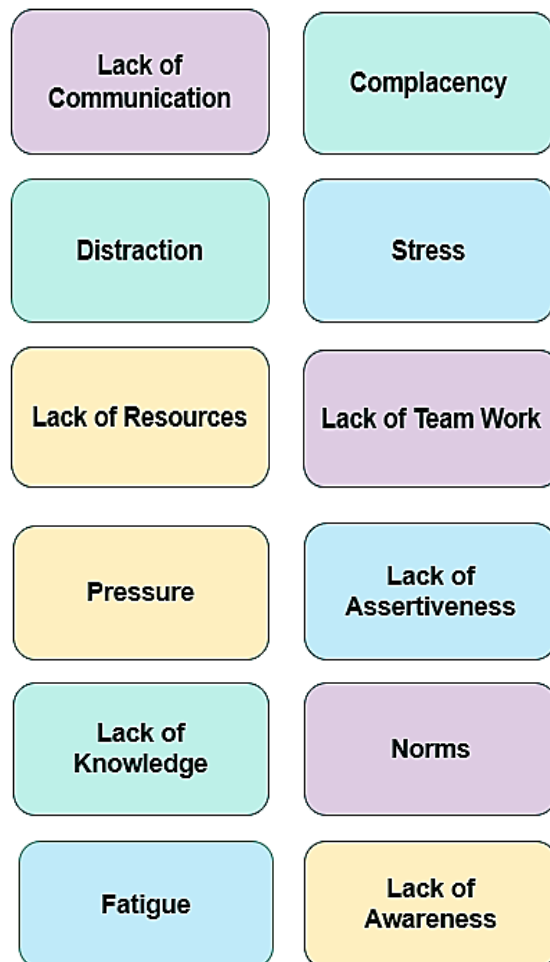 Lack of
Communication
Complacency
Distraction
Stress
Lack of Resources
Lack of Team Work
Pressure
Lack of
Assertiveness
Lack of
Knowledge
Norms
Fatigue
Lack of
Awareness